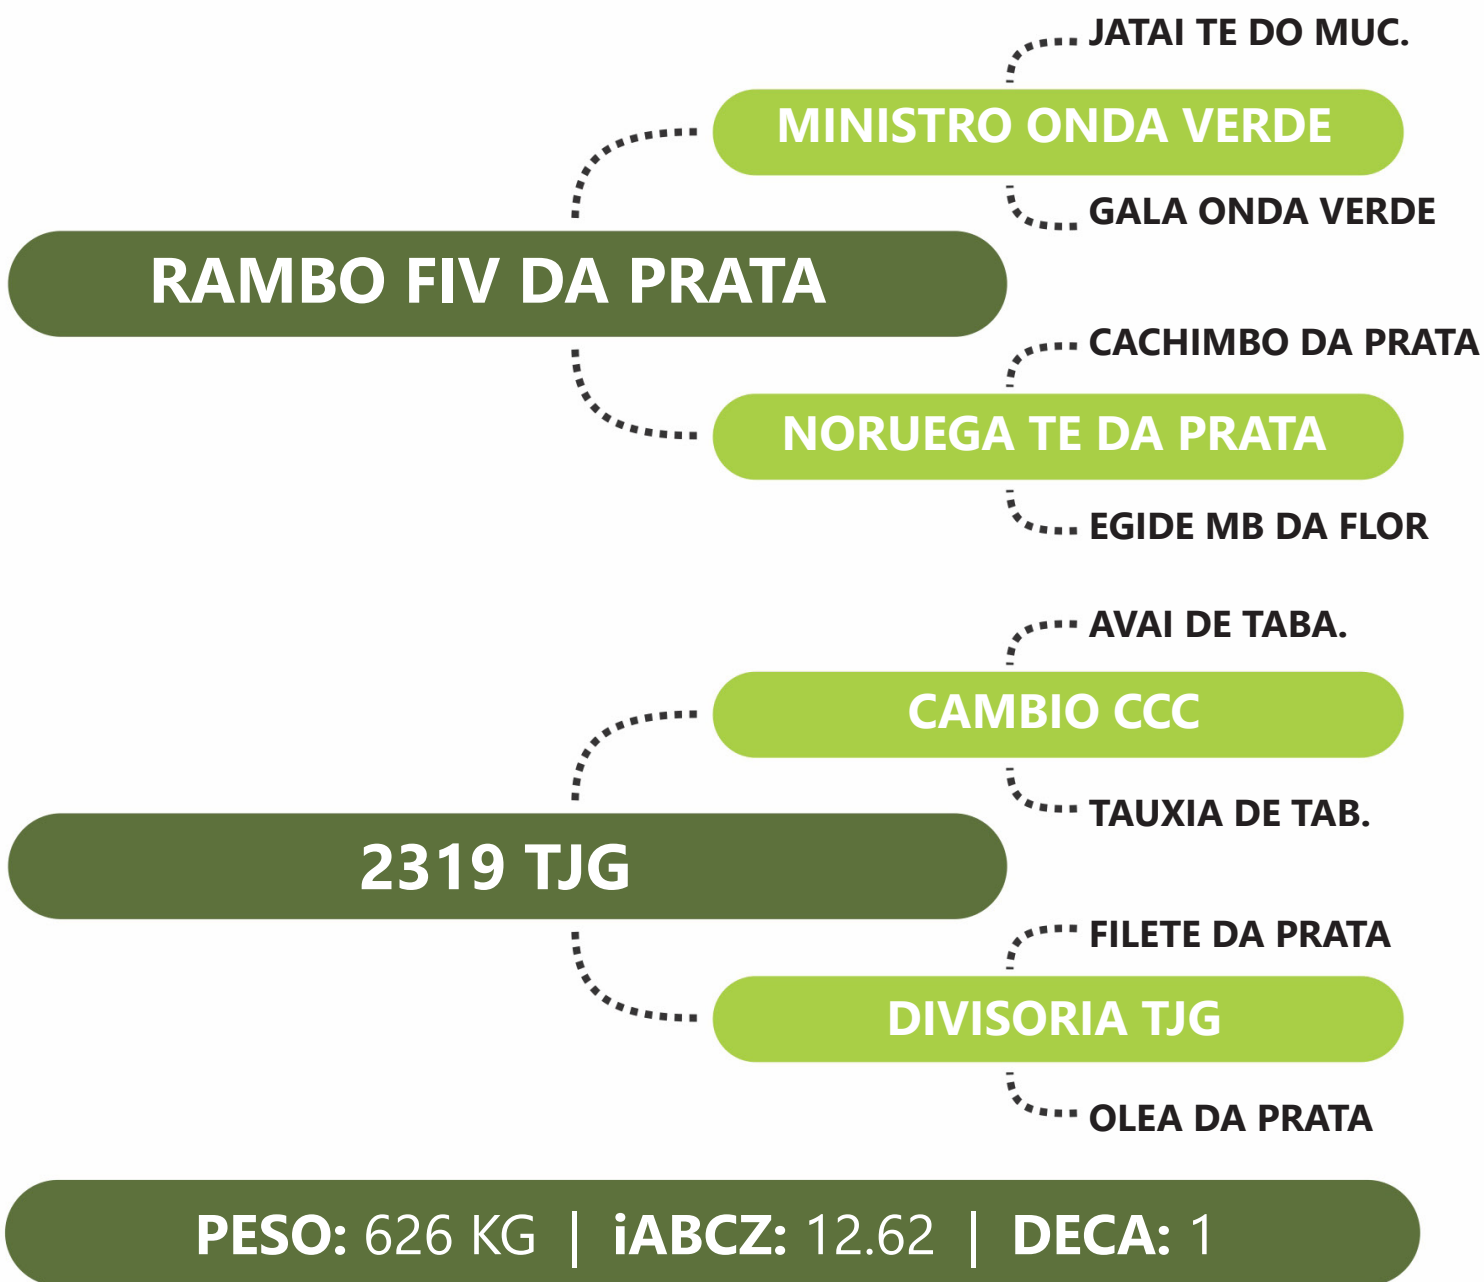 JATAI TE DO MUC.
MINISTRO ONDA VERDE
GALA ONDA VERDE
RAMBO FIV DA PRATA
CACHIMBO DA PRATA
NORUEGA TE DA PRATA
EGIDE MB DA FLOR
AVAI DE TABA.
CAMBIO CCC
TAUXIA DE TAB.
2319 TJG
FILETE DA PRATA
DIVISORIA TJG
OLEA DA PRATA
PESO: 626 KG | iABCZ: 12.62 | DECA: 1